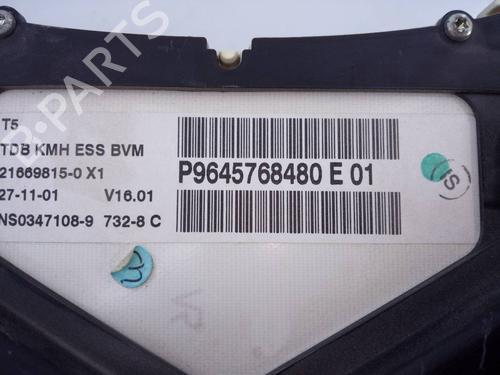 T5
TDB KMH ESS BVM
21669815-0 X1
27-11-01 V16.01
NS0347108-9 732-8 C
P9645768480 E 01
B-PARTS